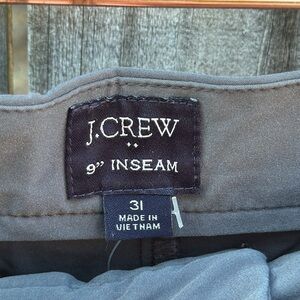 J.CREW
9" INSEAM
31
MADE IN
VIETNAM